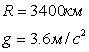 R = 3400км
g = 3.6м/с²